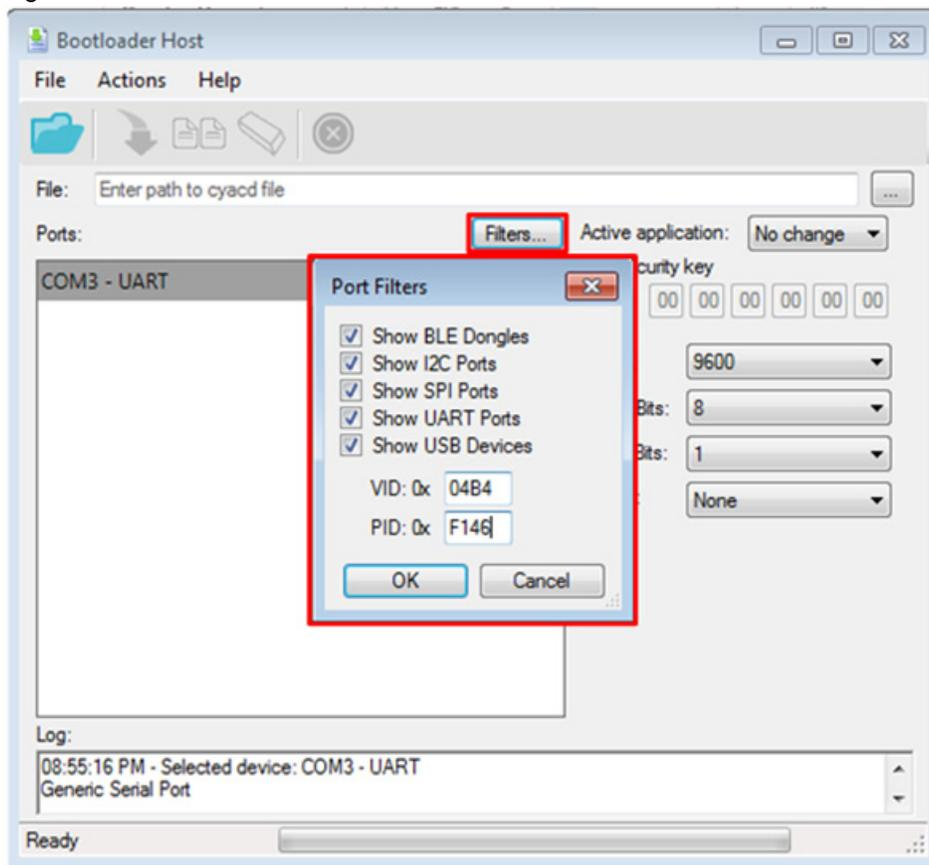 Bootloader Host
File Actions Help
File: Enter path to cyacd file ...
Ports: Filters... Active application: No change
COM3 - UART
Port Filters
Show BLE Dongles
Show I2C Ports
Show SPI Ports
Show UART Ports
Show USB Devices
VID: 0x 04B4
PID: 0x F146
OK Cancel
curity key
00 00 00 00 00 00
9600
Bits: 8
Bits: 1
: None
Log:
08:55:16 PM - Selected device: COM3 - UART
Generic Serial Port
Ready